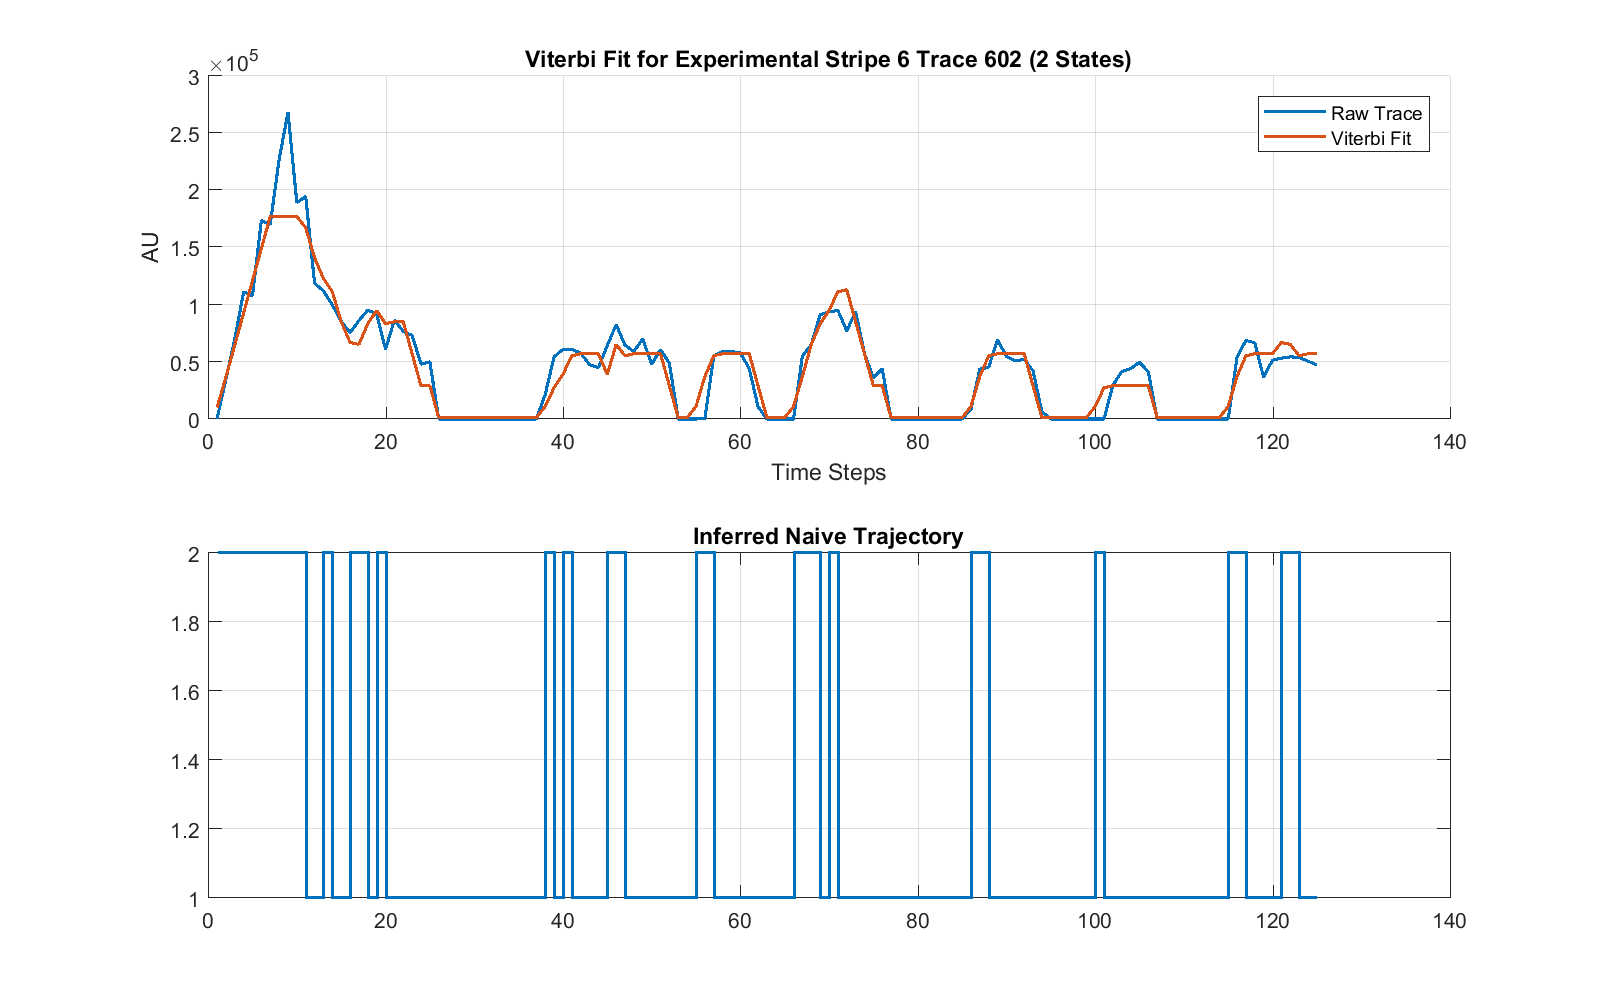 Viterbi Fit for Experimental Stripe 6 Trace 602 (2 States)
×10^5
3
2.5
2
1.5
1
0.5
0
AU
Raw Trace
Viterbi Fit
0 20 40 60 80 100 120 140
Time Steps
Inferred Naive Trajectory
2
1.8
1.6
1.4
1.2
1
0 20 40 60 80 100 120 140